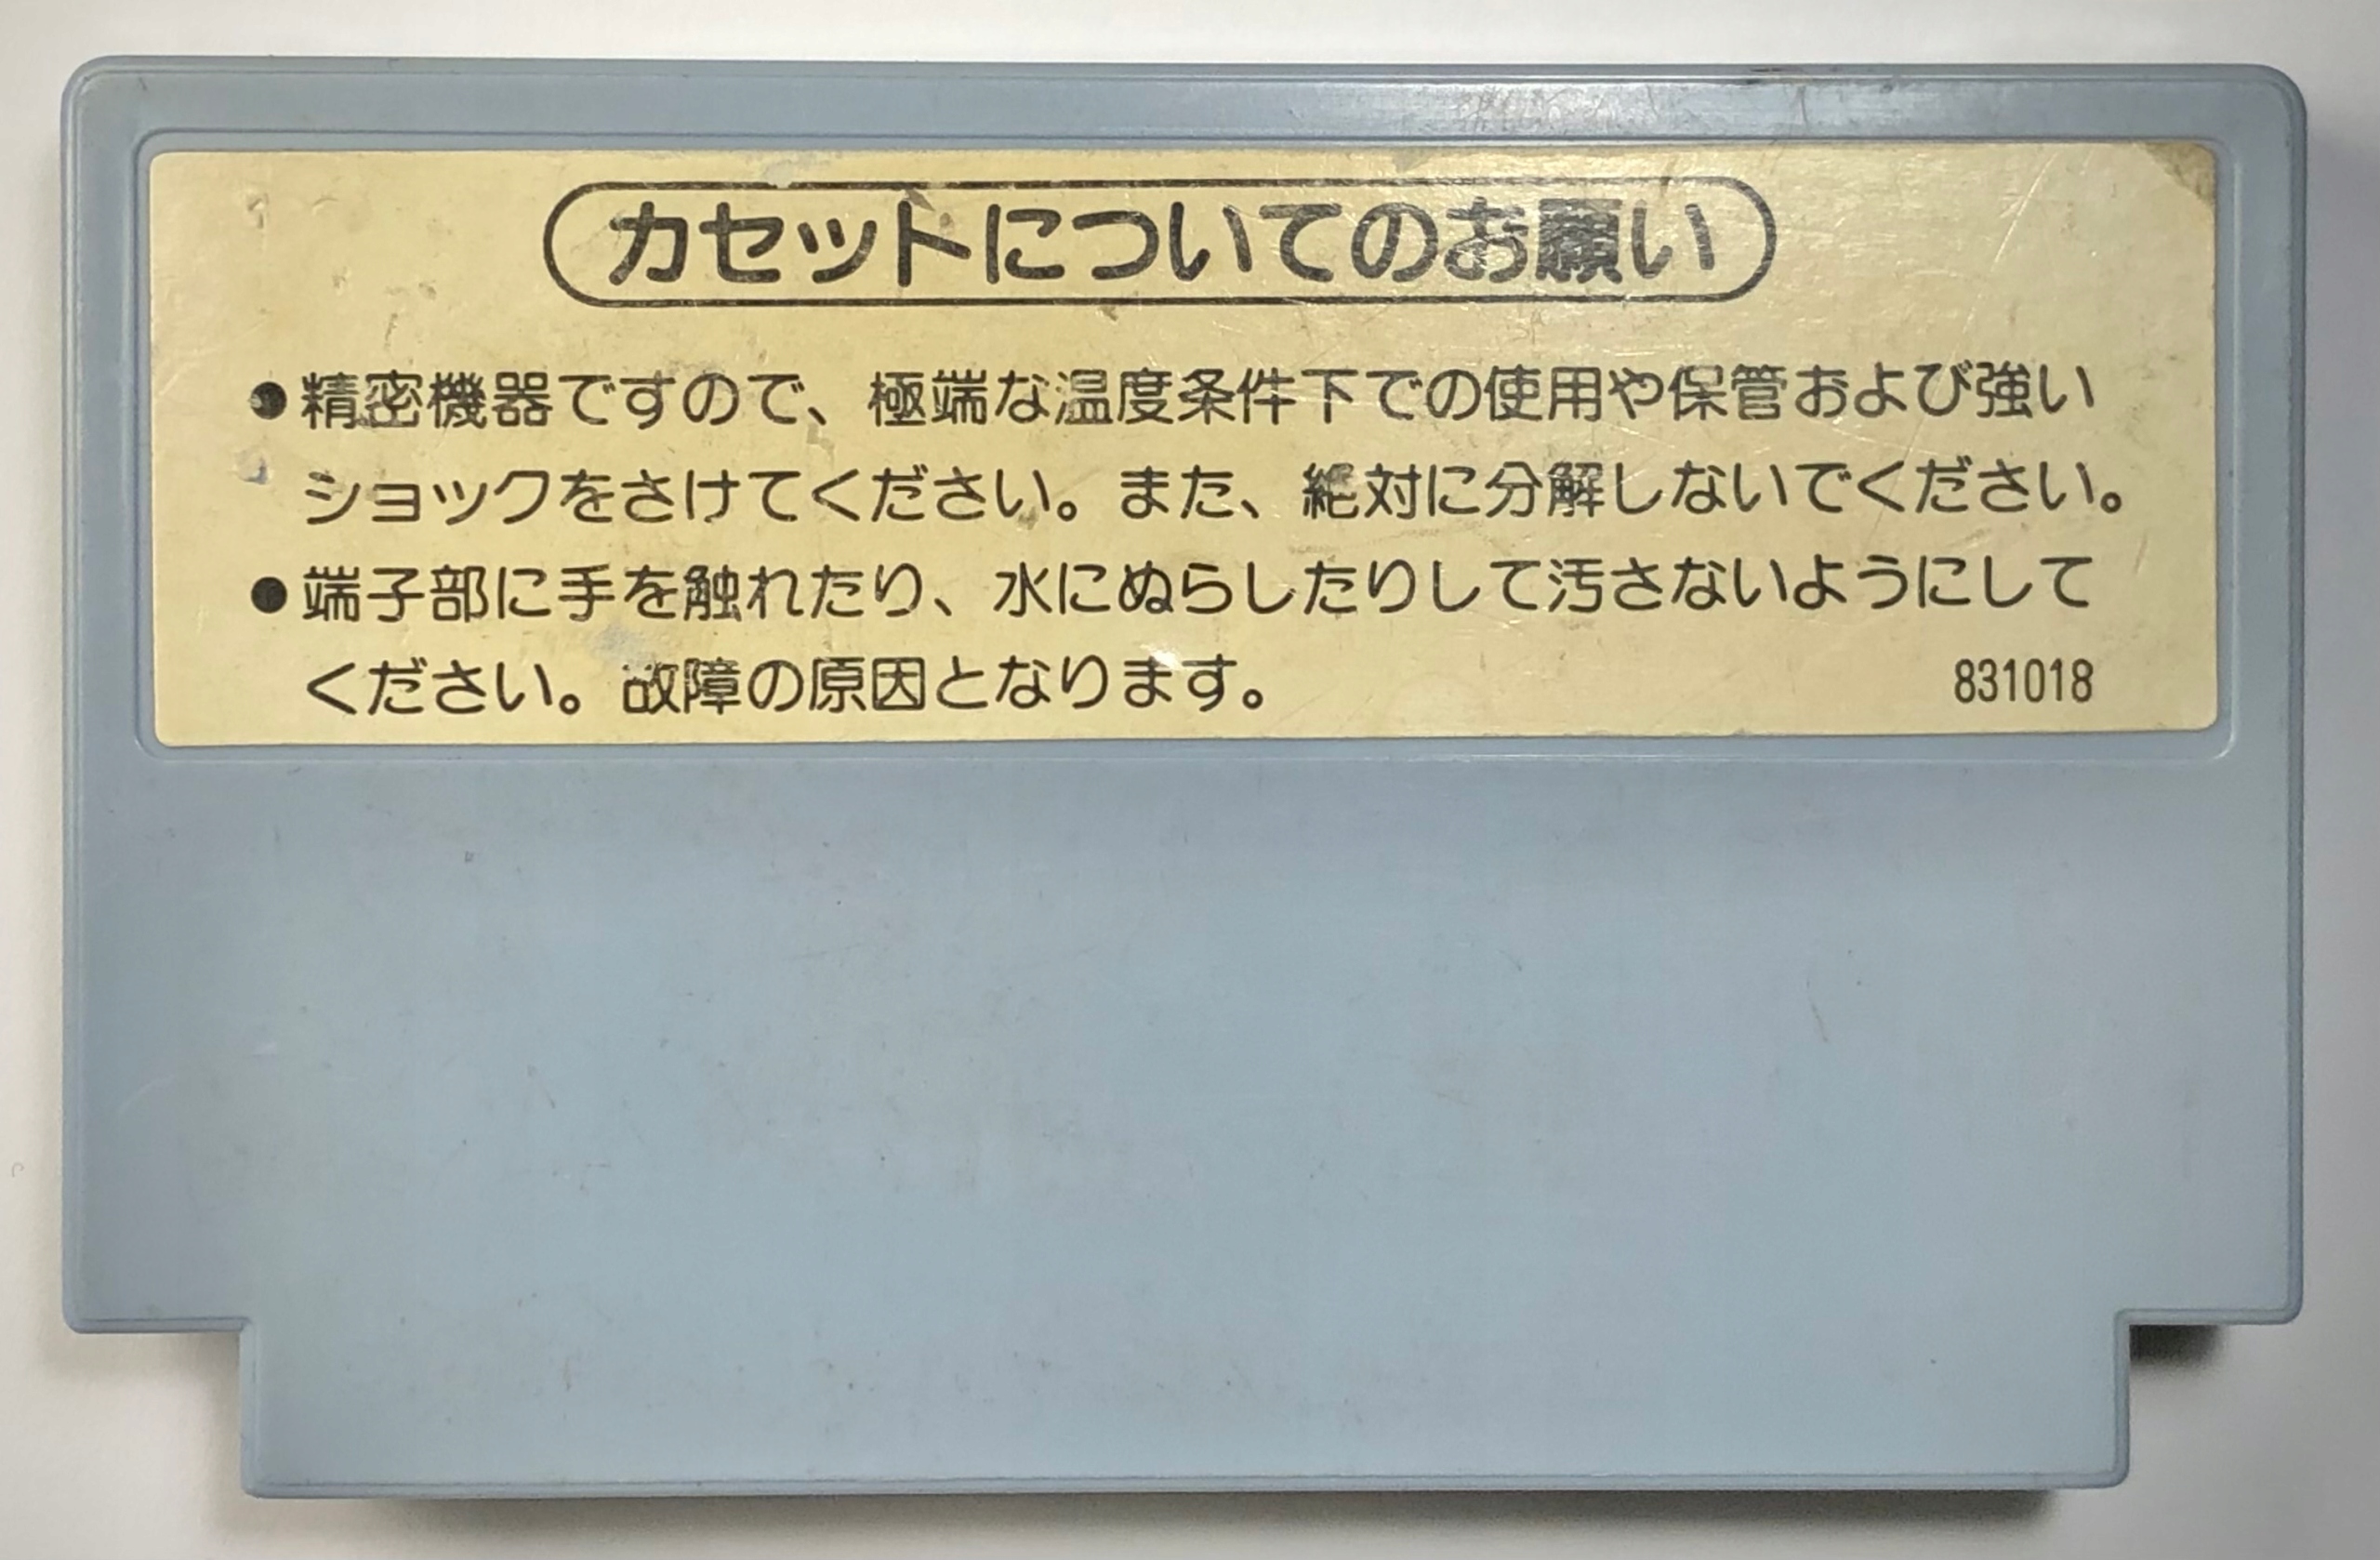 カセットについてのお願い
●精密機器ですので、極端な温度条件下での使用や保管および強い
ショックをさけてください。また、絶対に分解しないでください。
●端子部に手を触れたり、水にぬらしたりして汚さないようにして
ください。故障の原因となります。 831018